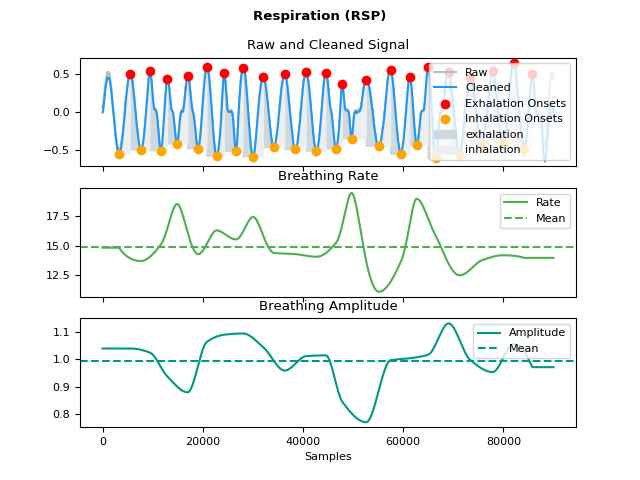 Respiration (RSP)
Raw and Cleaned Signal
0.5
0.0
−0.5
Raw
Cleaned
Exhalation Onsets
Inhalation Onsets
exhalation
inhalation
Breathing Rate
17.5
15.0
12.5
Rate
Mean
Breathing Amplitude
1.1
1.0
0.9
0.8
Amplitude
Mean
0 20000 40000 60000 80000
Samples